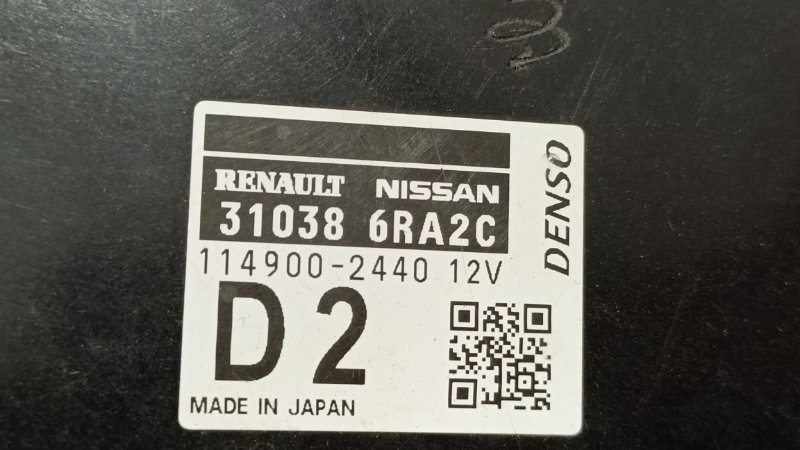 RENAULT NISSAN
31038 6RA2C
114900-2440 12V
D2
MADE IN JAPAN
DENSO